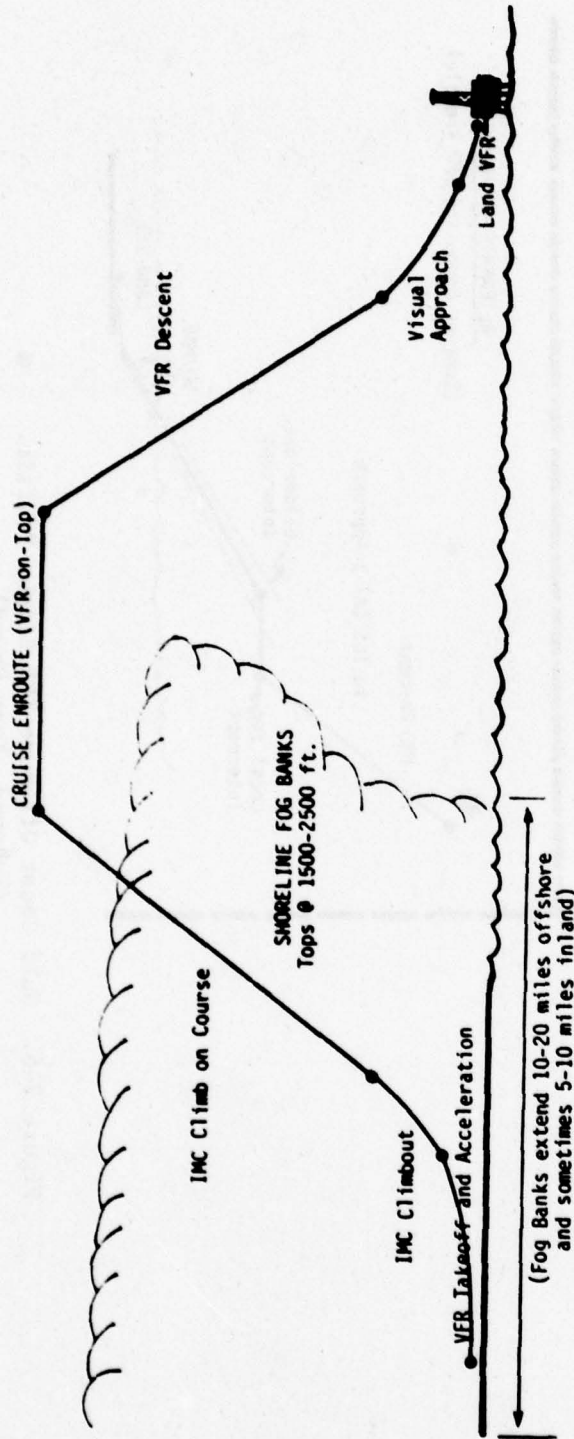 CRUISE ENROUTE (VFR-on-Top)
VFR Descent
IMC Climb on Course
SHORELINE FOG BANKS
Tops @ 1500-2500 ft.
Visual
Approach
IMC Climbout
VFR Takeoff and Acceleration
Land VFR
(Fog Banks extend 10-20 miles offshore
and sometimes 5-10 miles inland)